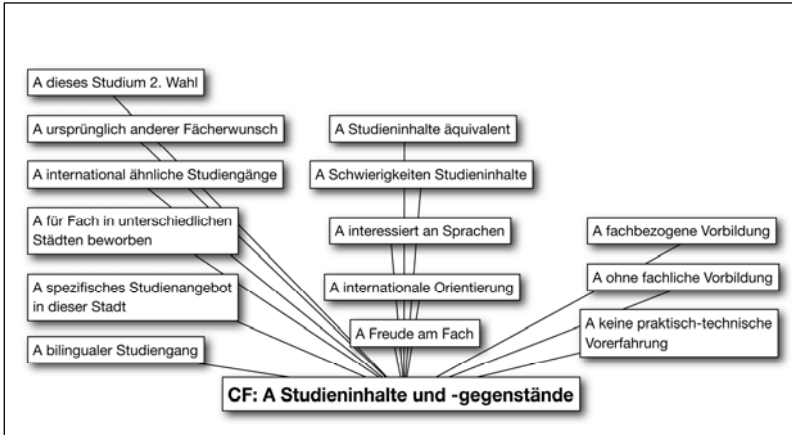 A dieses Studium 2. Wahl
A ursprünglich anderer Fächerwunsch
A international ähnliche Studiengänge
A für Fach in unterschiedlichen
Städten beworben
A spezifisches Studienangebot
in dieser Stadt
A bilingualer Studiengang
A Studieninhalte äquivalent
A Schwierigkeiten Studieninhalte
A interessiert an Sprachen
A internationale Orientierung
A Freude am Fach
A fachbezogene Vorbildung
A ohne fachliche Vorbildung
A keine praktisch-technische
Vorerfahrung
CF: A Studieninhalte und -gegenstände